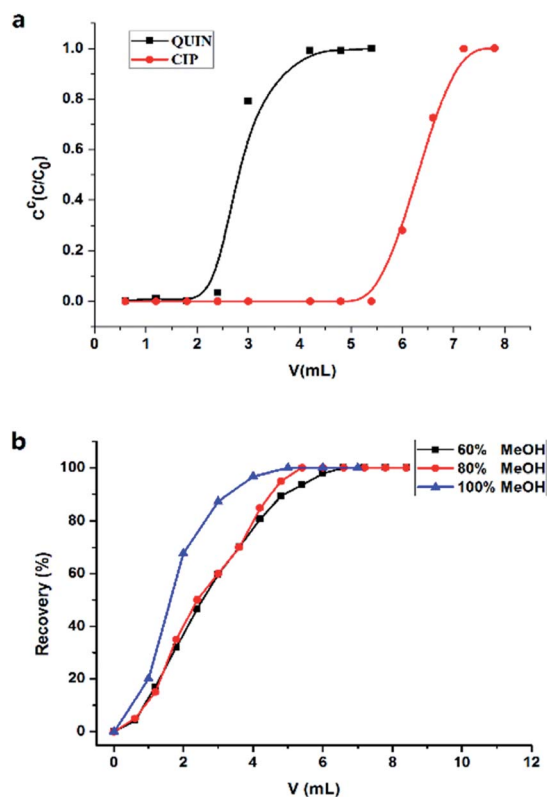 a
QUIN
CIP
1.0
0.8
0.6
0.4
0.2
0.0
C^c(C/C₀)
0 1 2 3 4 5 6 7 8
V(mL)
b
60% MeOH
80% MeOH
100% MeOH
100
80
60
40
20
0
Recovery (%)
0 2 4 6 8 10 12
V (mL)